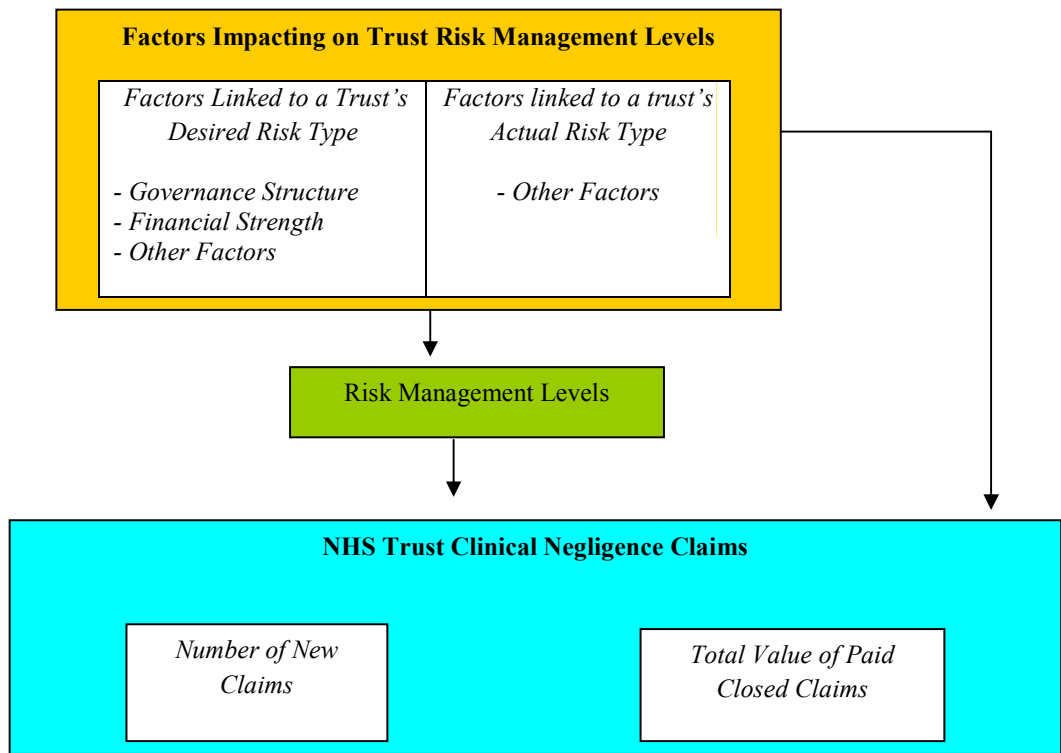 Factors Impacting on Trust Risk Management Levels
Factors Linked to a Trust’s
Desired Risk Type
- Governance Structure
- Financial Strength
- Other Factors
Factors linked to a trust’s
Actual Risk Type
- Other Factors
Risk Management Levels
NHS Trust Clinical Negligence Claims
Number of New
Claims
Total Value of Paid
Closed Claims